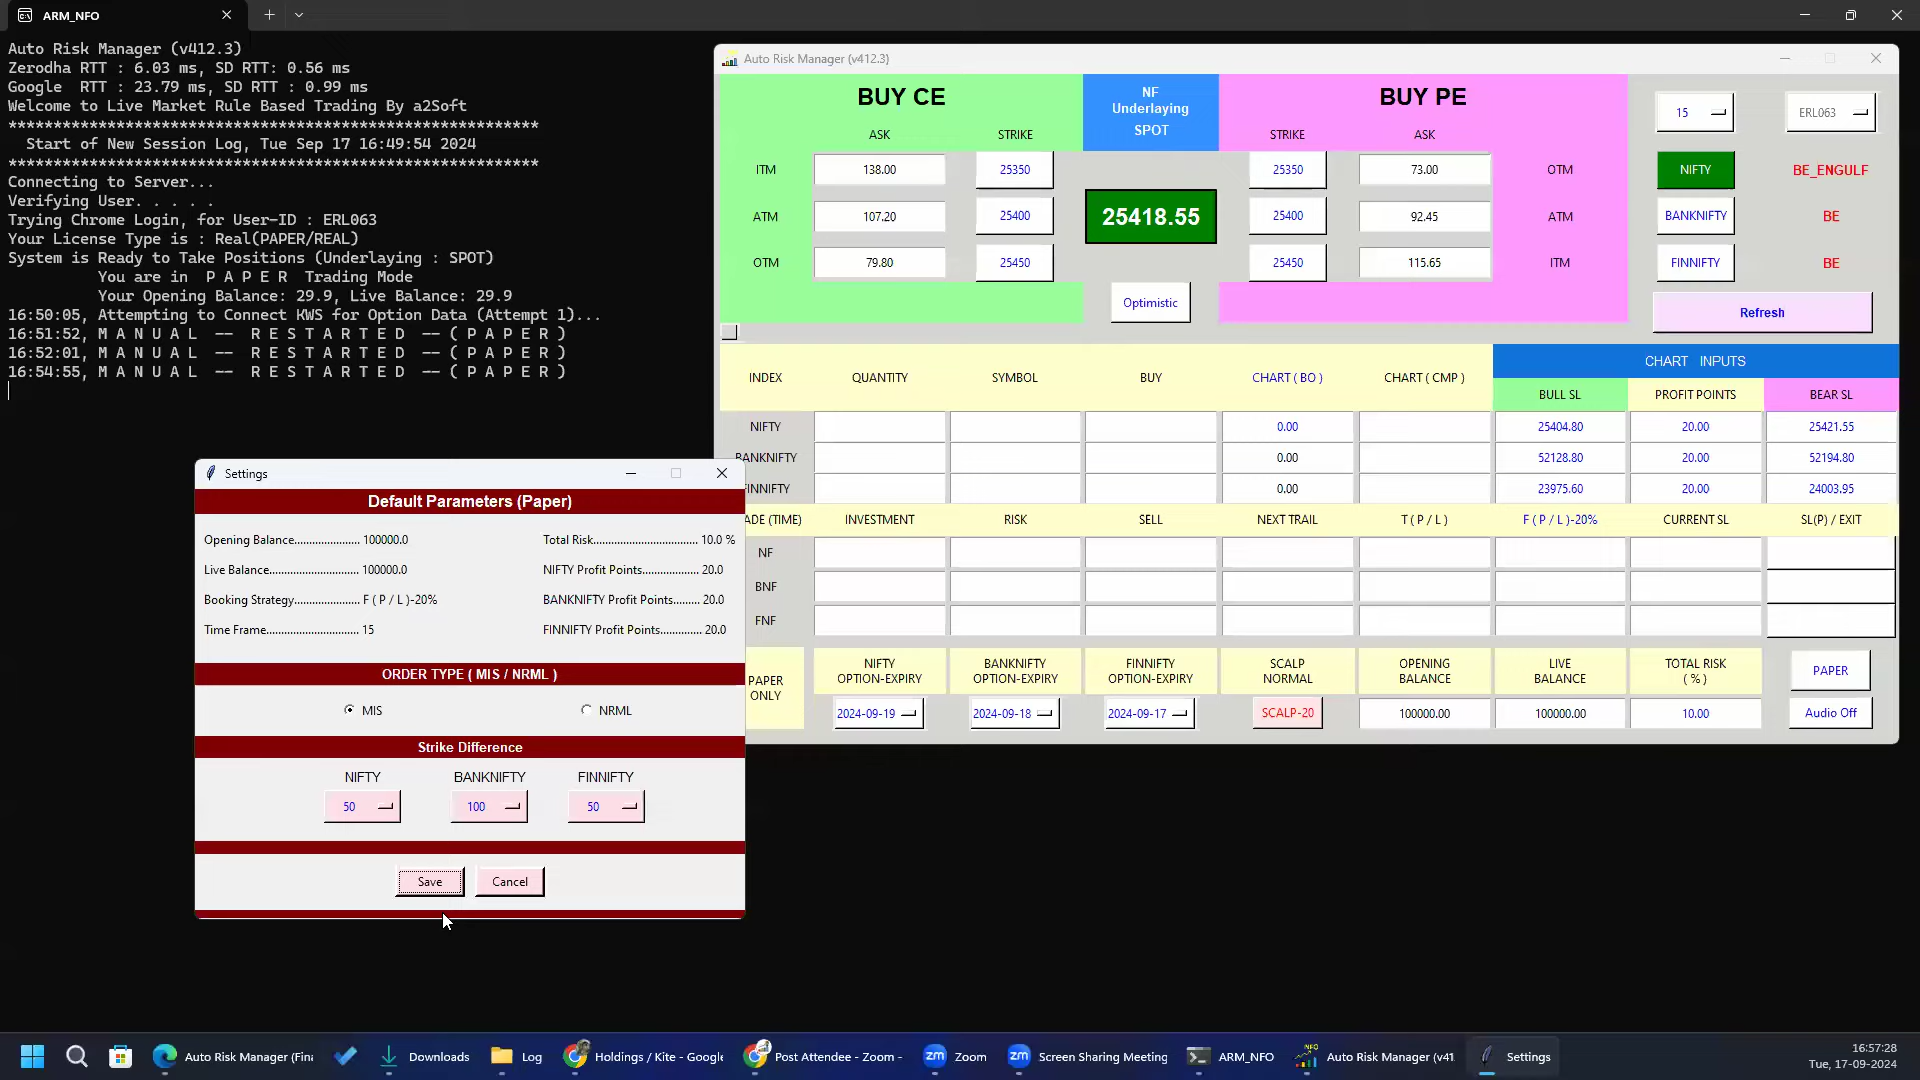 ARM_NFO
Auto Risk Manager (v412.3)
Zerodha RTT : 6.03 ms, SD RTT: 0.56 ms
Google  RTT : 23.79 ms, SD RTT : 0.99 ms
Welcome to Live Market Rule Based Trading By a2Soft
***********************************************************
Start of New Session Log, Tue Sep 17 16:49:54 2024
***********************************************************
Connecting to Server...
Verifying User. . . . .
Trying Chrome Login, for User-ID : ERL063
Your License Type is : Real(PAPER/REAL)
System is Ready to Take Positions (Underlaying : SPOT)
You are in  P A P E R  Trading Mode
Your Opening Balance: 29.9, Live Balance: 29.9
16:50:05, Attempting to Connect KWS for Option Data (Attempt 1)...
16:51:52, M A N U A L  --  R E S T A R T E D  --( P A P E R )
16:52:01, M A N U A L  --  R E S T A R T E D  --( P A P E R )
16:54:55, M A N U A L  --  R E S T A R T E D  --( P A P E R )
Auto Risk Manager (v412.3)
BUY CE
NF
Underlaying
SPOT
BUY PE
ASK STRIKE STRIKE ASK
15 ERL063
ITM 138.00 25350 25350 73.00 OTM NIFTY BE_ENGULF
ATM 107.20 25400 25418.55 25400 92.45 ATM BANKNIFTY BE
OTM 79.80 25450 25450 115.65 ITM FINNIFTY BE
Optimistic
Refresh
CHART INPUTS
INDEX QUANTITY SYMBOL BUY CHART ( BO ) CHART ( CMP ) BULL SL PROFIT POINTS BEAR SL
NIFTY 0.00 25404.80 20.00 25421.55
BANKNIFTY 0.00 52128.80 20.00 52194.80
FINNIFTY 0.00 23975.60 20.00 24003.95
ADE (TIME) INVESTMENT RISK SELL NEXT TRAIL T ( P / L ) F ( P / L )-20% CURRENT SL SL(P) / EXIT
NF
BNF
FNF
PAPER
ONLY
NIFTY
OPTION-EXPIRY
BANKNIFTY
OPTION-EXPIRY
FINNIFTY
OPTION-EXPIRY
SCALP
NORMAL
OPENING
BALANCE
LIVE
BALANCE
TOTAL RISK
( % )
PAPER
2024-09-19 2024-09-18 2024-09-17 SCALP-20 100000.00 100000.00 10.00 Audio Off
Settings
Default Parameters (Paper)
Opening Balance..................... 100000.0 Total Risk................................... 10.0 %
Live Balance.............................. 100000.0 NIFTY Profit Points................... 20.0
Booking Strategy...................... F ( P / L )-20% BANKNIFTY Profit Points......... 20.0
Time Frame............................... 15 FINNIFTY Profit Points.............. 20.0
ORDER TYPE ( MIS / NRML )
MIS NRML
Strike Difference
NIFTY BANKNIFTY FINNIFTY
50 100 50
Save Cancel
Auto Risk Manager (Fina
Downloads
Log
Holdings / Kite - Google
Post Attendee - Zoom -
zm Zoom
zm Screen Sharing Meeting
ARM_NFO
NFO
Auto Risk Manager (v41
Settings
16:57:28
Tue, 17-09-2024